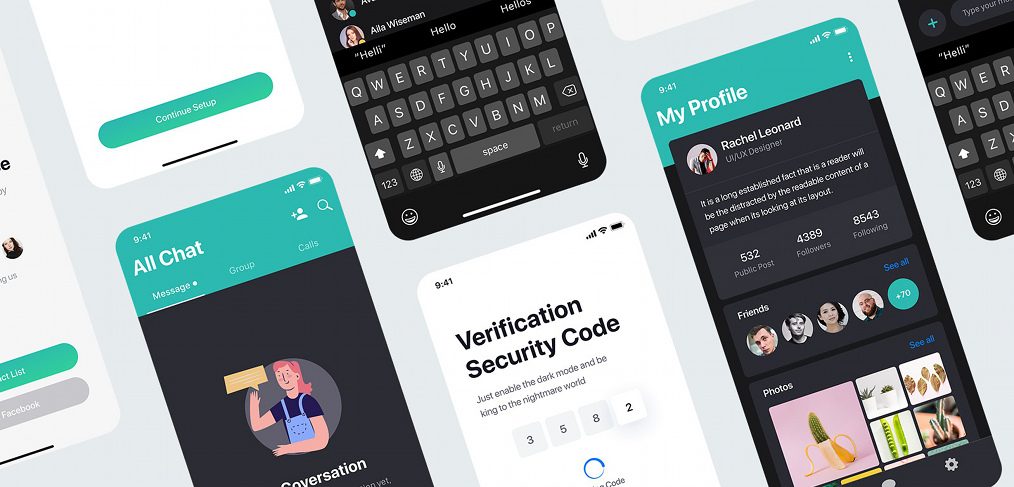 Continue Setup
ng us
ct List
Facebook
9:41
All Chat
Message
Group
Calls
Coversation
Aila Wiseman
"Helli"
Hello
Hellos
Q W E R T Y U I O P
A S D F G H J K L
Z X C V B N M
123
space
return
9:41
Verification
Security Code
Just enable the dark mode and be
king to the nightmare world
3 5 8 2
Code
9:41
My Profile
Rachel Leonard
UI/UX Designer
It is a long established fact that a reader will
be the distracted by the readable content of a
page when its looking at its layout.
532
Public Post
4389
Followers
8543
Following
Friends
See all
+70
Photos
See all
Type your
"Helli"
Q W E R
A S D
Z
123